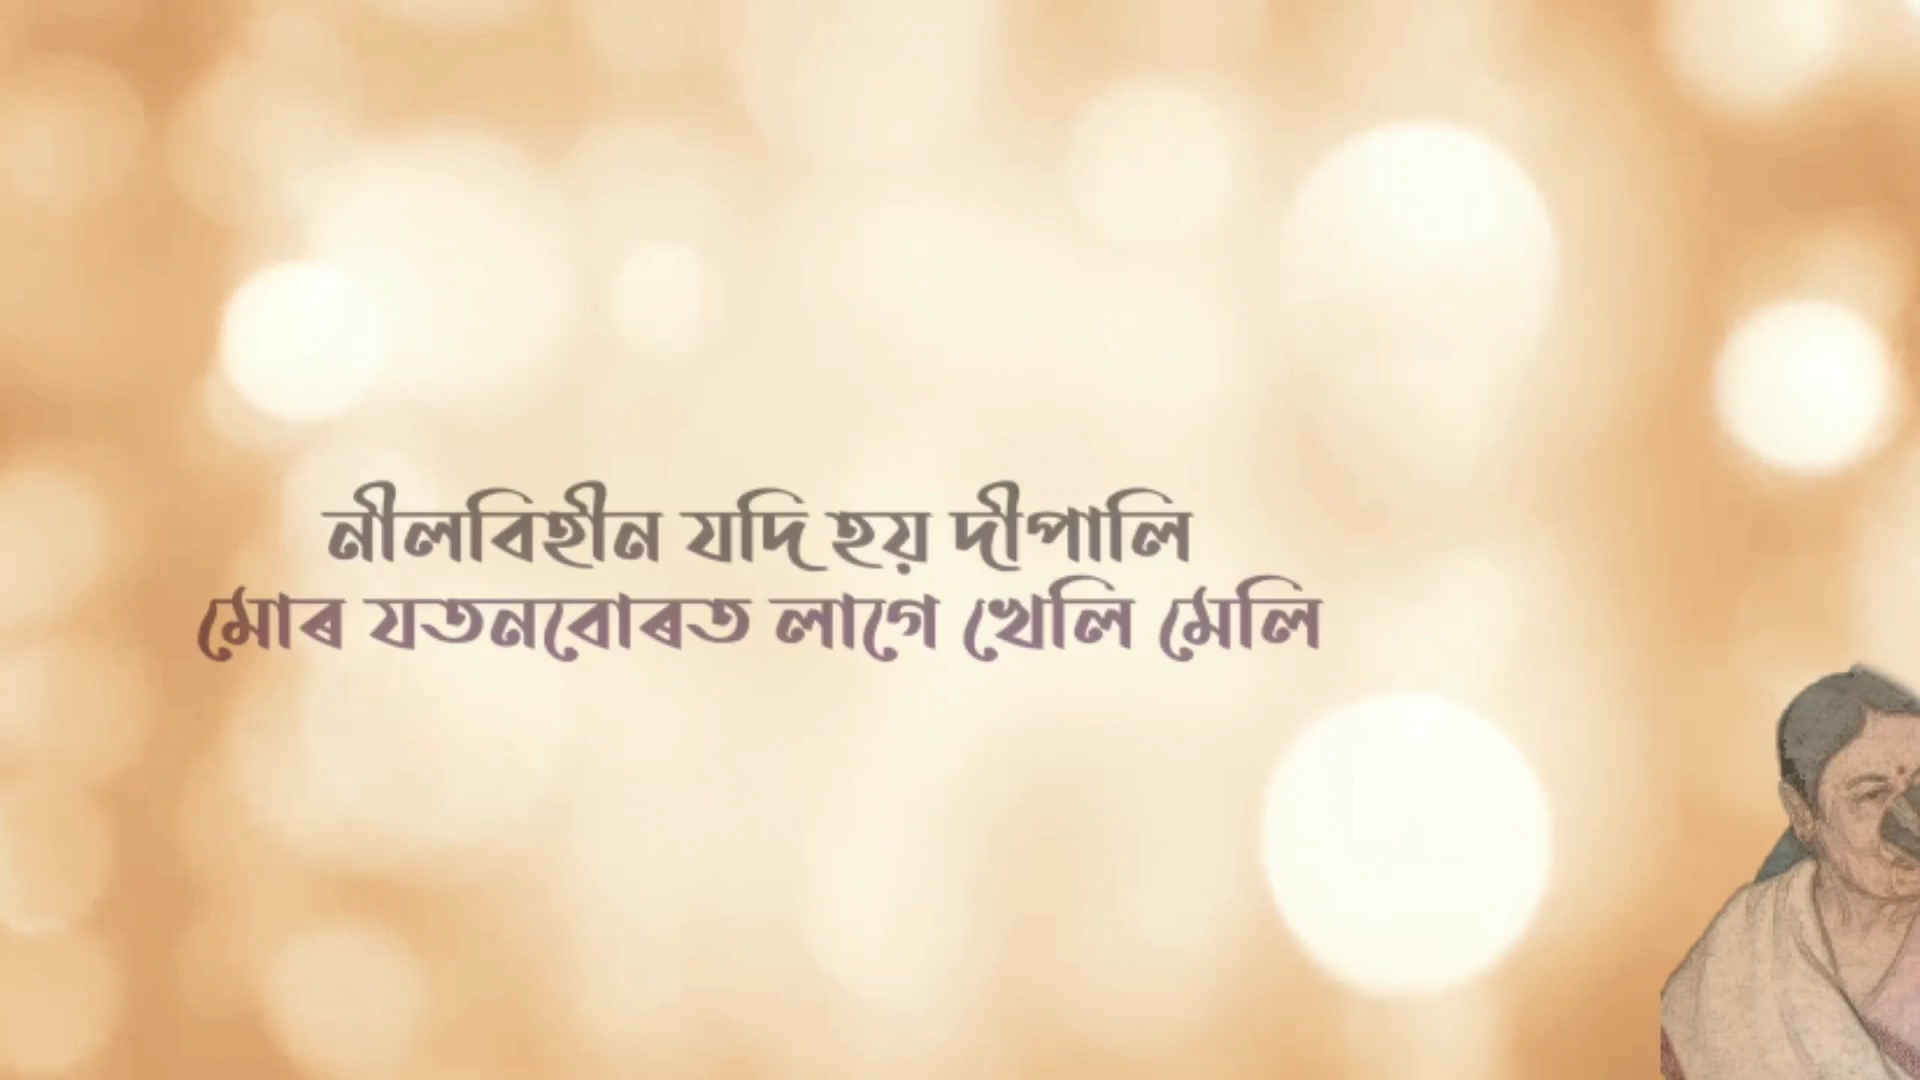 নীলবিহীন যদি হয় দীপালি
মোৰ যতনবোৰত লাগে খেলি মেলি